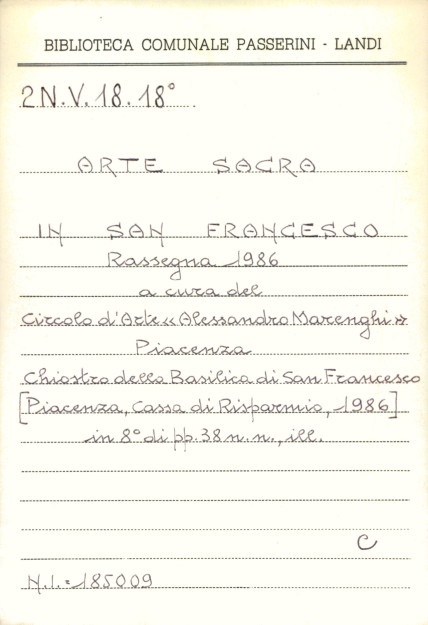 BIBLIOTECA COMUNALE PASSERINI - LANDI
2N.V.18.18°
ARTE SACRA
IN SAN FRANCESCO
Rassegna 1986
a cura del
Circolo d'Arte «Alessandro Marenghi»
Piacenza
Chiostro della Basilica di San Francesco
[Piacenza, Cassa di Risparmio, 1986]
in 8° di pp. 38 n. n., ill.
C
N.I. = 185009